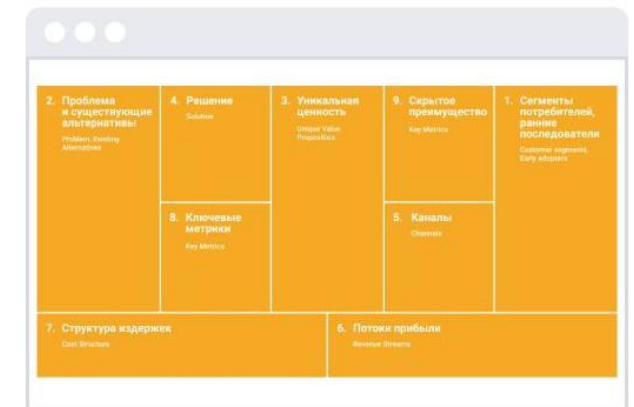 2. Проблема
и существующие
альтернативы
Problem, Existing
Alternatives
4. Решение
Solution
3. Уникальная
ценность
Unique Value
Proposition
9. Скрытое
преимущество
Key Metrics
1. Сегменты
потребителей,
ранние
последователи
Customer segments,
Early adopters
8. Ключевые
метрики
Key Metrics
5. Каналы
Channels
7. Структура издержек
Cost Structure
6. Потоки прибыли
Revenue Streams